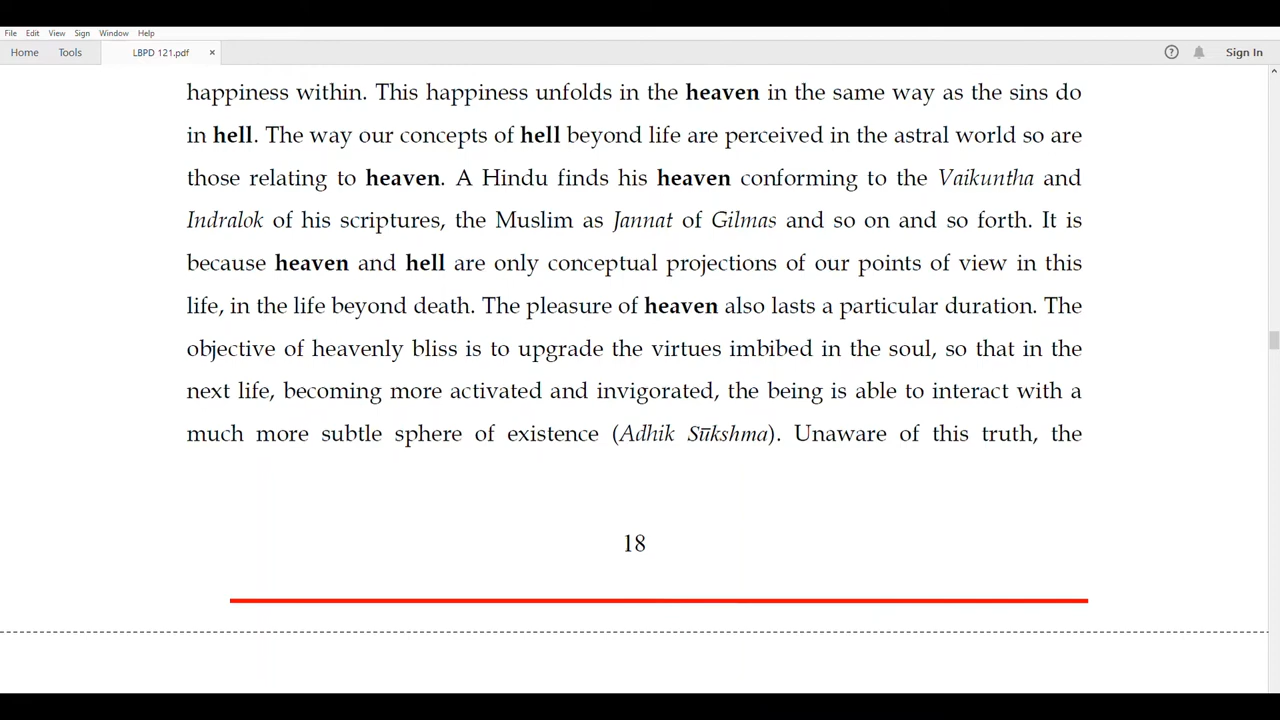 File Edit View Sign Window Help
Home Tools LBPD 121.pdf × ? Sign In
happiness within. This happiness unfolds in the heaven in the same way as the sins do
in hell. The way our concepts of hell beyond life are perceived in the astral world so are
those relating to heaven. A Hindu finds his heaven conforming to the Vaikuntha and
Indralok of his scriptures, the Muslim as Jannat of Gilmas and so on and so forth. It is
because heaven and hell are only conceptual projections of our points of view in this
life, in the life beyond death. The pleasure of heaven also lasts a particular duration. The
objective of heavenly bliss is to upgrade the virtues imbibed in the soul, so that in the
next life, becoming more activated and invigorated, the being is able to interact with a
much more subtle sphere of existence (Adhik Sūkshma). Unaware of this truth, the
18